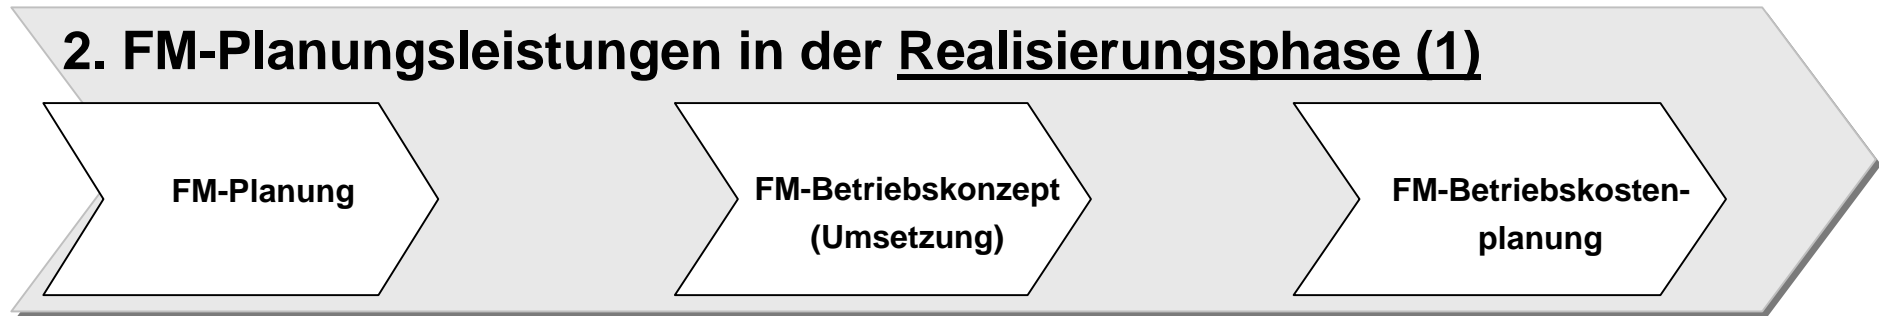 2. FM-Planungsleistungen in der Realisierungsphase (1)
FM-Planung
FM-Betriebskonzept
(Umsetzung)
FM-Betriebskosten-
planung